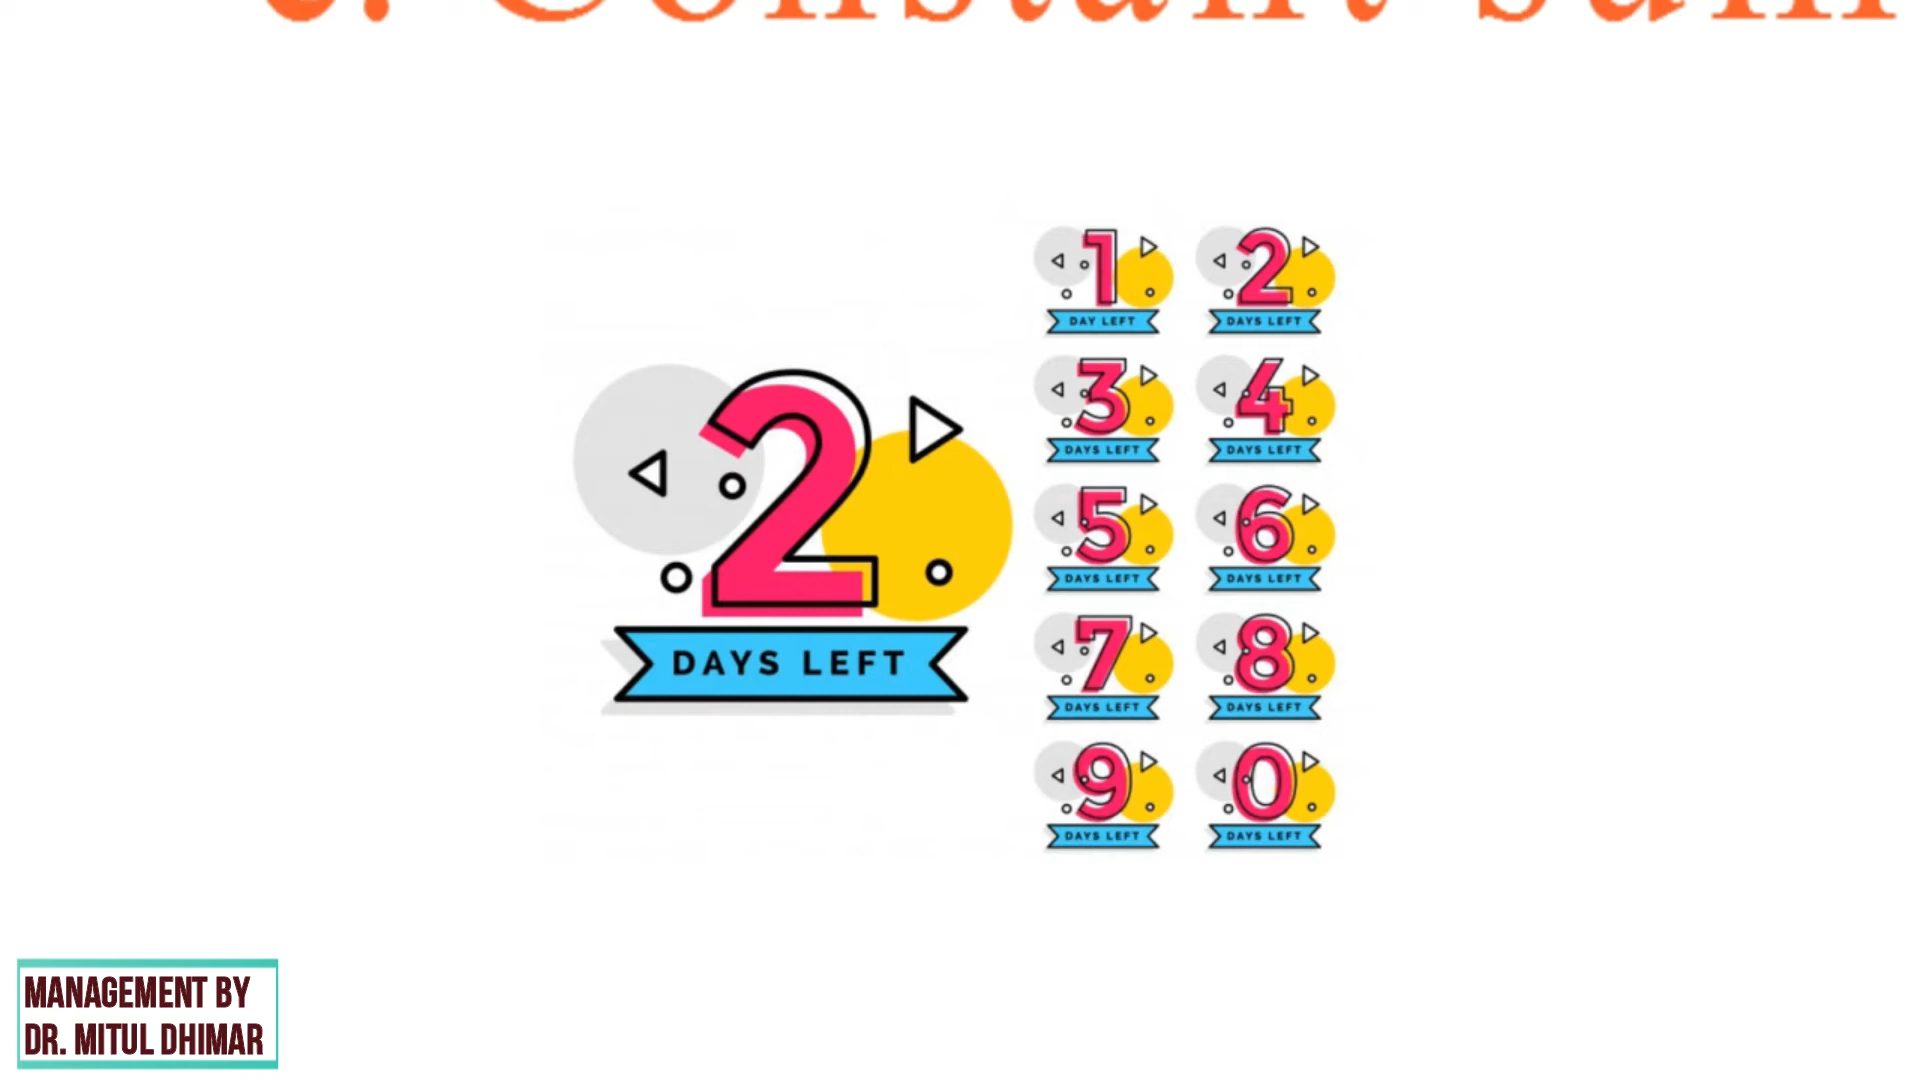 Constant sum
2
DAYS LEFT
1
DAY LEFT
2
DAYS LEFT
3
DAYS LEFT
4
DAYS LEFT
5
DAYS LEFT
6
DAYS LEFT
7
DAYS LEFT
8
DAYS LEFT
9
DAYS LEFT
0
DAYS LEFT
MANAGEMENT BY
DR. MITUL DHIMAR